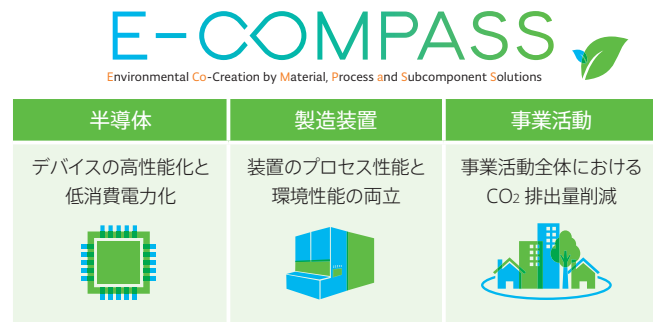 E-COMPASS
Environmental Co-Creation by Material, Process and Subcomponent Solutions
半導体
製造装置
事業活動
デバイスの高性能化と
低消費電力化
装置のプロセス性能と
環境性能の両立
事業活動全体における
CO2 排出量削減